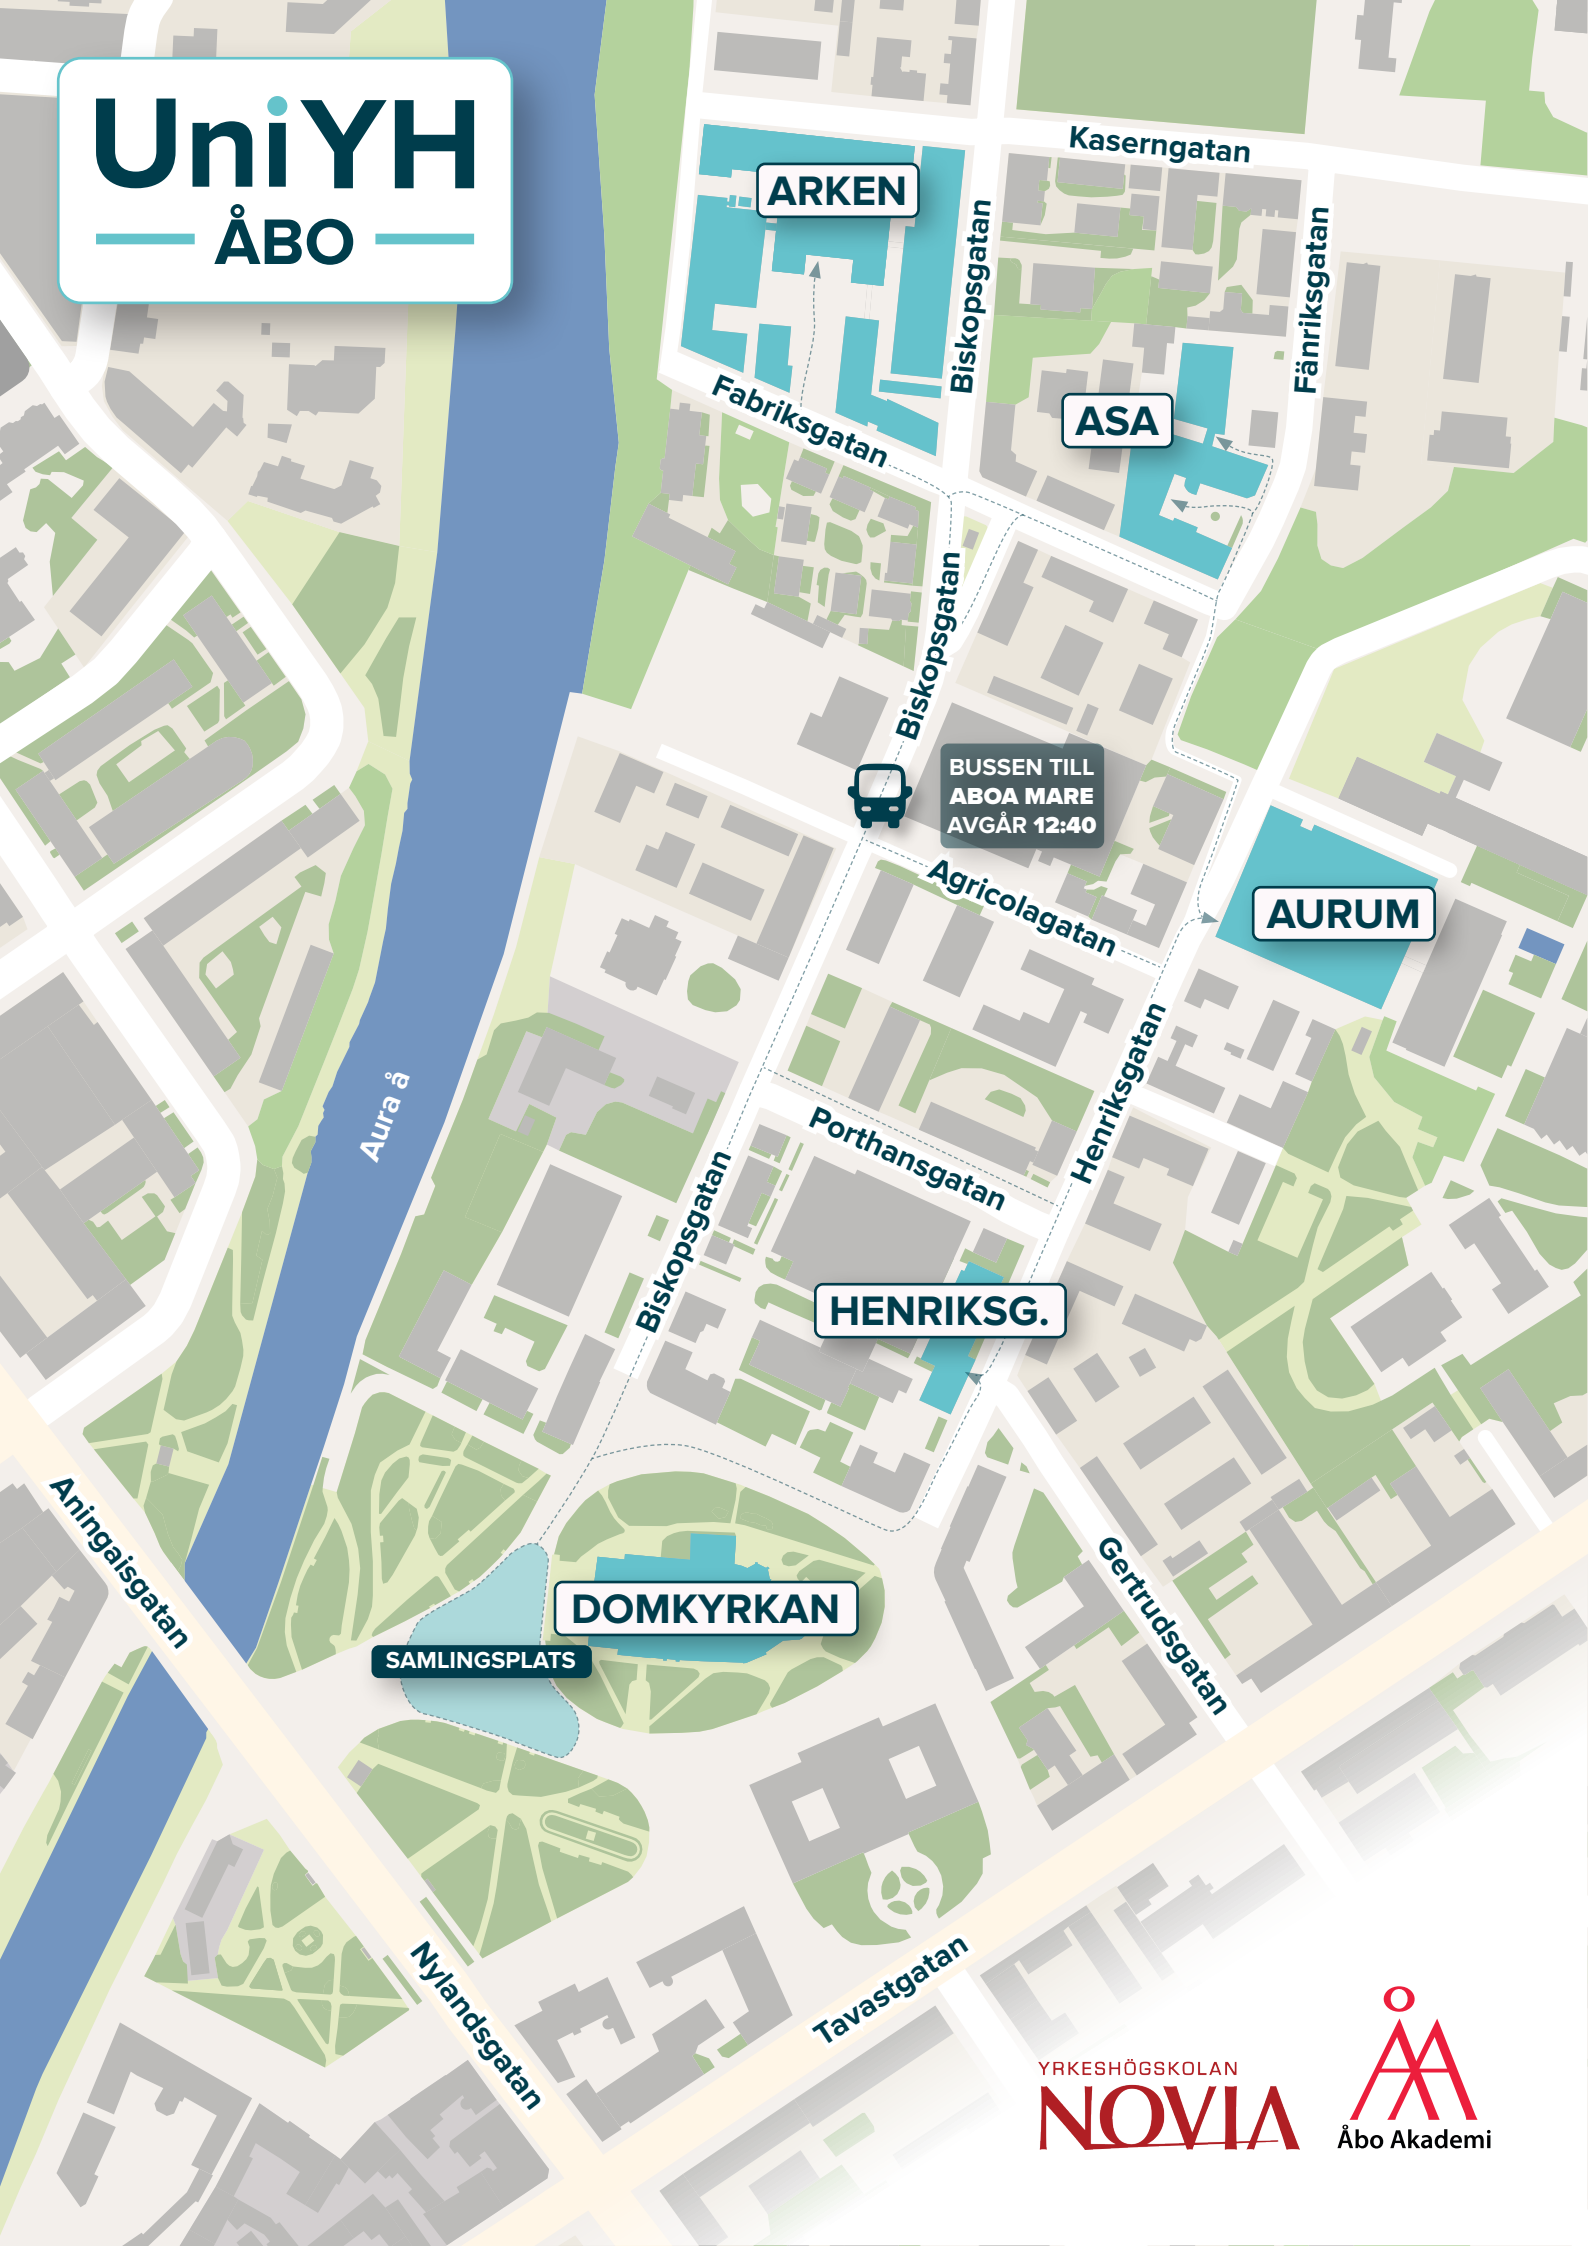 UniYH
ÅBO
Kaserngatan
ARKEN
Biskopsgatan
Fänriksgatan
Fabriksgatan
ASA
Biskopsgatan
BUSSEN TILL
ABOA MARE
AVGÅR 12:40
Agricolagatan
AURUM
Aura å
Henriksgatan
Porthansgatan
Biskopsgatan
HENRIKSG.
Aningaisgatan
Gertrudsgatan
DOMKYRKAN
SAMLINGSPLATS
Nylandsgatan
Tavastgatan
YRKESHÖGSKOLAN
NOVIA
ÅA
Åbo Akademi